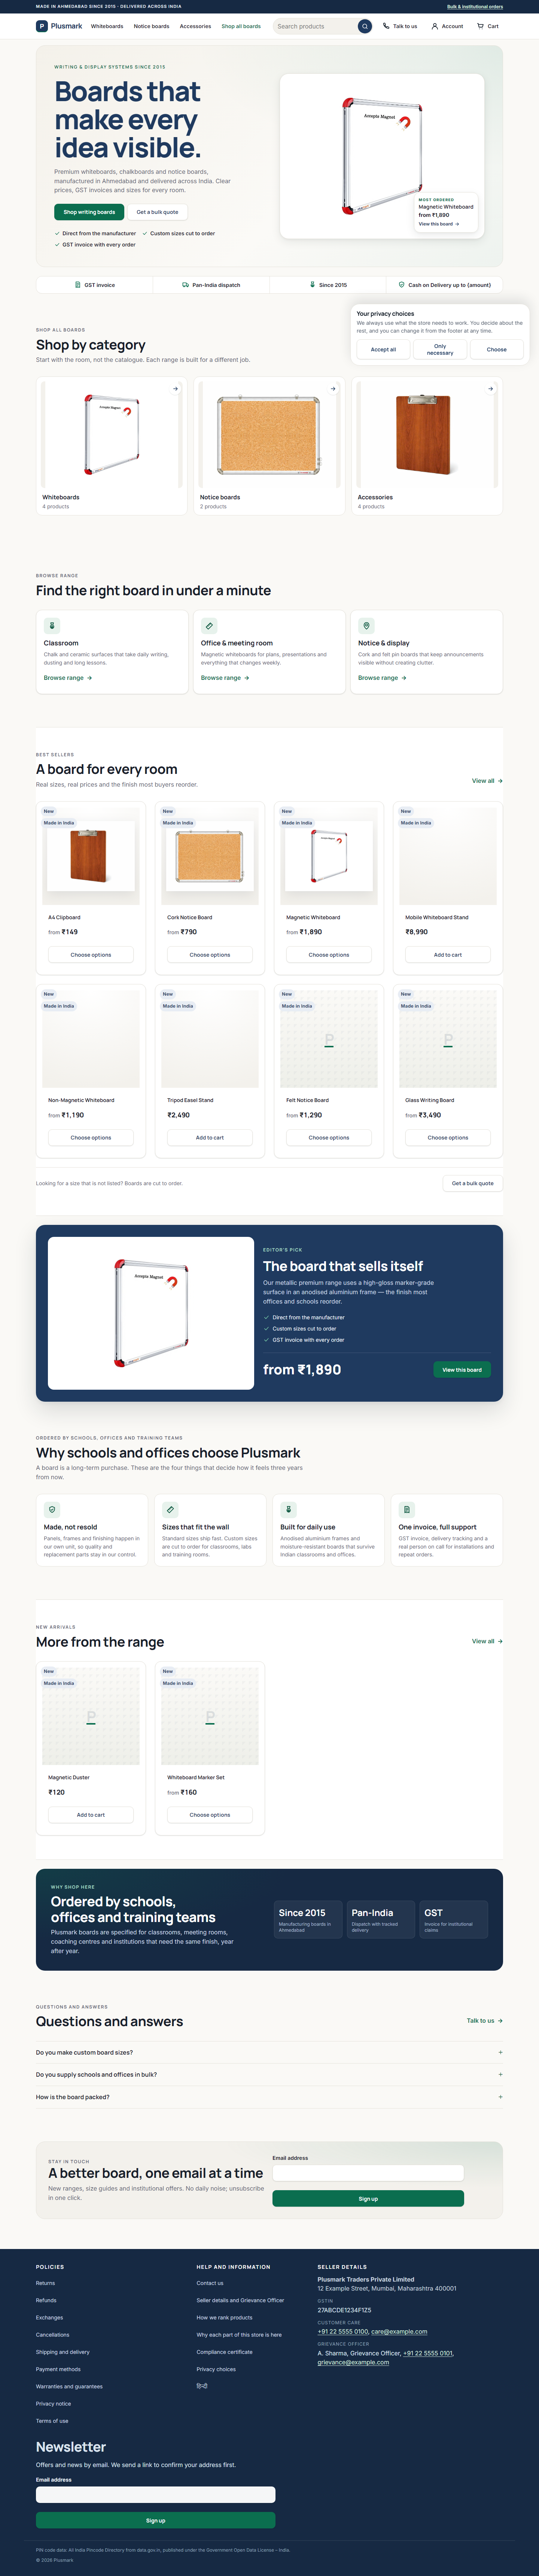 MADE IN AHMEDABAD SINCE 2015 · DELIVERED ACROSS INDIA
Bulk & institutional orders
P Plusmark
Whiteboards
Notice boards
Accessories
Shop all boards
Search products
Talk to us
Account
Cart
WRITING & DISPLAY SYSTEMS SINCE 2015
Boards that
make every
idea visible.
Premium whiteboards, chalkboards and notice boards,
manufactured in Ahmedabad and delivered across India. Clear
prices, GST invoices and sizes for every room.
Shop writing boards
Get a bulk quote
Direct from the manufacturer
Custom sizes cut to order
GST invoice with every order
Accepts Magnet
MOST ORDERED
Magnetic Whiteboard
from ₹1,890
View this board
GST invoice
Pan-India dispatch
Since 2015
Cash on Delivery up to {amount}
Your privacy choices
We always use what the store needs to work. You decide about the
rest, and you can change it from the footer at any time.
Accept all
Only
necessary
Choose
SHOP ALL BOARDS
Shop by category
Start with the room, not the catalogue. Each range is built for a different job.
Accepts Magnet
Whiteboards
4 products
Notice boards
2 products
Accessories
4 products
BROWSE RANGE
Find the right board in under a minute
Classroom
Chalk and ceramic surfaces that take daily writing,
dusting and long lessons.
Browse range
Office & meeting room
Magnetic whiteboards for plans, presentations and
everything that changes weekly.
Browse range
Notice & display
Cork and felt pin boards that keep announcements
visible without creating clutter.
Browse range
BEST SELLERS
A board for every room
Real sizes, real prices and the finish most buyers reorder.
View all
New
Made in India
A4 Clipboard
from ₹149
Choose options
New
Made in India
Cork Notice Board
from ₹790
Choose options
New
Made in India
Magnetic Whiteboard
from ₹1,890
Choose options
New
Made in India
Mobile Whiteboard Stand
₹8,990
Add to cart
New
Made in India
Non-Magnetic Whiteboard
from ₹1,190
Choose options
New
Made in India
Tripod Easel Stand
₹2,490
Add to cart
New
Made in India
P
Felt Notice Board
from ₹1,290
Choose options
New
Made in India
P
Glass Writing Board
from ₹3,490
Choose options
Looking for a size that is not listed? Boards are cut to order.
Get a bulk quote
Accepts Magnet
EDITOR'S PICK
The board that sells itself
Our metallic premium range uses a high-gloss marker-grade
surface in an anodised aluminium frame — the finish most
offices and schools reorder.
Direct from the manufacturer
Custom sizes cut to order
GST invoice with every order
from ₹1,890
View this board
ORDERED BY SCHOOLS, OFFICES AND TRAINING TEAMS
Why schools and offices choose Plusmark
A board is a long-term purchase. These are the four things that decide how it feels three years
from now.
Made, not resold
Panels, frames and finishing happen in
our own unit, so quality and
replacement parts stay in our control.
Sizes that fit the wall
Standard sizes ship fast. Custom sizes
are cut to order for classrooms, labs
and training rooms.
Built for daily use
Anodised aluminium frames and
moisture-resistant boards that survive
Indian classrooms and offices.
One invoice, full support
GST invoice, delivery tracking and a
real person on call for installations and
repeat orders.
NEW ARRIVALS
More from the range
View all
New
Made in India
P
Magnetic Duster
₹120
Add to cart
New
Made in India
P
Whiteboard Marker Set
from ₹160
Choose options
WHY SHOP HERE
Ordered by schools,
offices and training teams
Plusmark boards are specified for classrooms, meeting rooms,
coaching centres and institutions that need the same finish, year
after year.
Since 2015
Manufacturing boards in
Ahmedabad
Pan-India
Dispatch with tracked
delivery
GST
Invoice for institutional
claims
QUESTIONS AND ANSWERS
Questions and answers
Talk to us
Do you make custom board sizes?
Do you supply schools and offices in bulk?
How is the board packed?
STAY IN TOUCH
A better board, one email at a time
New ranges, size guides and institutional offers. No daily noise; unsubscribe
in one click.
Email address
Sign up
POLICIES
Returns
Refunds
Exchanges
Cancellations
Shipping and delivery
Payment methods
Warranties and guarantees
Privacy notice
Terms of use
HELP AND INFORMATION
Contact us
Seller details and Grievance Officer
How we rank products
Why each part of this store is here
Compliance certificate
Privacy choices
हिन्दी
SELLER DETAILS
Plusmark Traders Private Limited
12 Example Street, Mumbai, Maharashtra 400001
GSTIN
27ABCDE1234F1Z5
CUSTOMER CARE
+91 22 5555 0100, care@example.com
GRIEVANCE OFFICER
A. Sharma, Grievance Officer, +91 22 5555 0101,
grievance@example.com
Newsletter
Offers and news by email. We send a link to confirm your address first.
Email address
Sign up
PIN code data: All India Pincode Directory from data.gov.in, published under the Government Open Data License – India.
© 2026 Plusmark